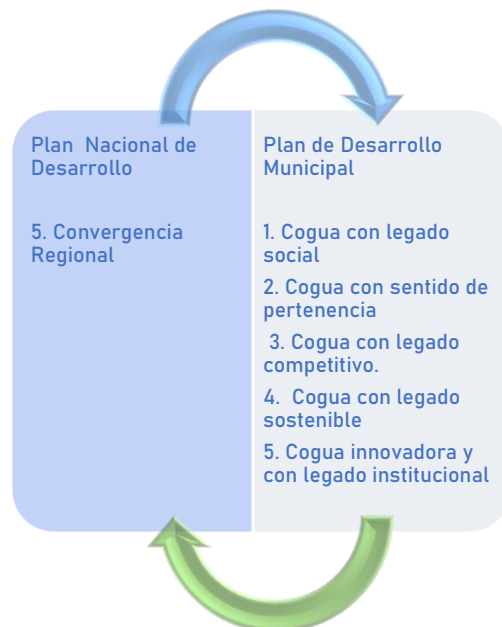 Plan Nacional de
Desarrollo
5. Convergencia
Regional
Plan de Desarrollo
Municipal
1. Cogua con legado
social
2. Cogua con sentido de
pertenencia
3. Cogua con legado
competitivo.
4. Cogua con legado
sostenible
5. Cogua innovadora y
con legado institucional